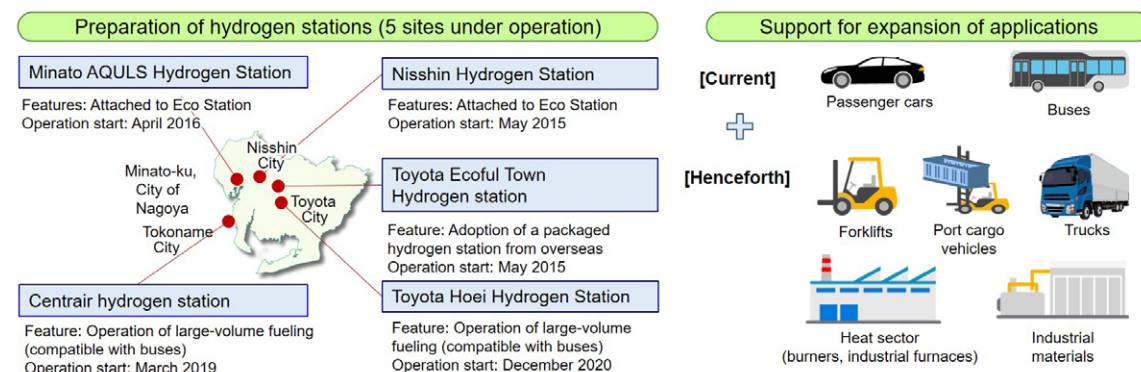 Preparation of hydrogen stations (5 sites under operation)
Minato AQULS Hydrogen Station
Features: Attached to Eco Station
Operation start: April 2016
Nisshin Hydrogen Station
Features: Attached to Eco Station
Operation start: May 2015
Nisshin
City
Minato-ku,
City of
Nagoya
Toyota
City
Tokoname
City
Toyota Ecoful Town
Hydrogen station
Feature: Adoption of a packaged
hydrogen station from overseas
Operation start: May 2015
Centrair hydrogen station
Feature: Operation of large-volume fueling
(compatible with buses)
Operation start: March 2019
Toyota Hoei Hydrogen Station
Feature: Operation of large-volume
fueling (compatible with buses)
Operation start: December 2020
Support for expansion of applications
[Current]
Passenger cars
Buses
[Henceforth]
Forklifts
Port cargo
vehicles
Trucks
Heat sector
(burners, industrial furnaces)
Industrial
materials